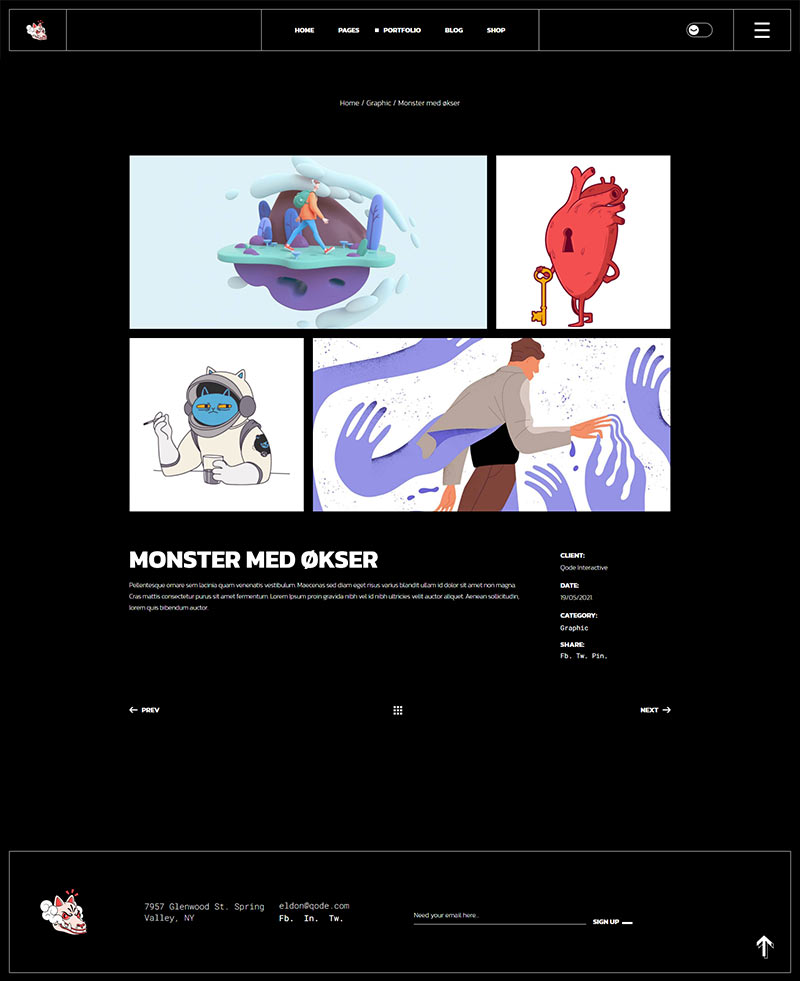 HOME PAGES PORTFOLIO BLOG SHOP
Home / Graphic / Monster med økser
MONSTER MED ØKSER
Pellentesque ornare sem lacinia quam venenatis vestibulum. Maecenas sed diam eget risus varius blandit ullam id dolor sit amet non magna.
Cras mattis consectetur purus sit amet fermentum. Lorem Ipsum proin gravida nibh vel id nibh ultricies velit auctor aliquet. Aenean sollicitudin,
lorem quis bibendum auctor.
CLIENT:
Qode Interactive
DATE:
19/05/2021
CATEGORY:
Graphic
SHARE:
Fb. Tw. Pin.
PREV
NEXT
7957 Glenwood St. Spring
Valley, NY
eldon@qode.com
Fb. In. Tw.
Need your email here..
SIGN UP